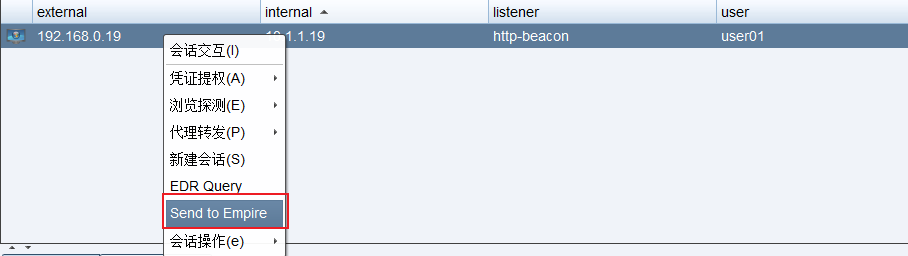 external internal listener user
192.168.0.19 10.1.1.19 http-beacon user01
会话交互(I)
凭证提权(A)
浏览探测(E)
代理转发(P)
新建会话(S)
EDR Query
Send to Empire
会话操作(e)